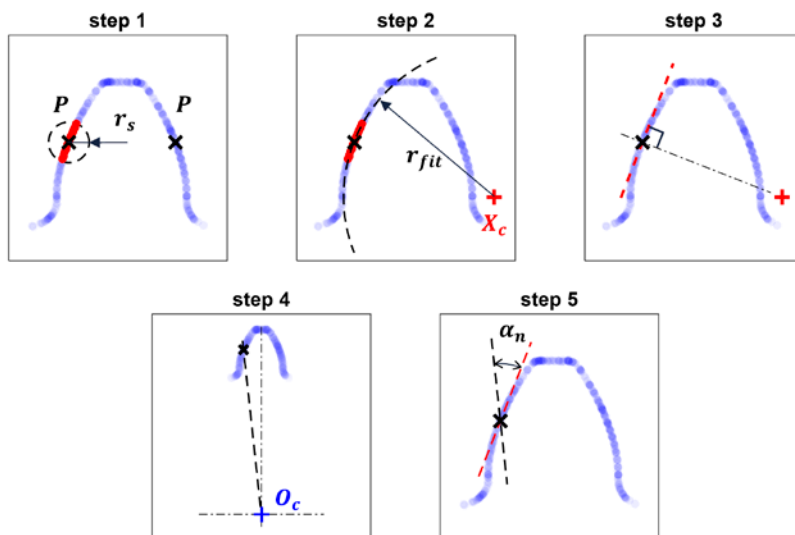 step 1
P
P
r_s
step 2
r_fit
X_c
step 3
step 4
O_c
step 5
α_n